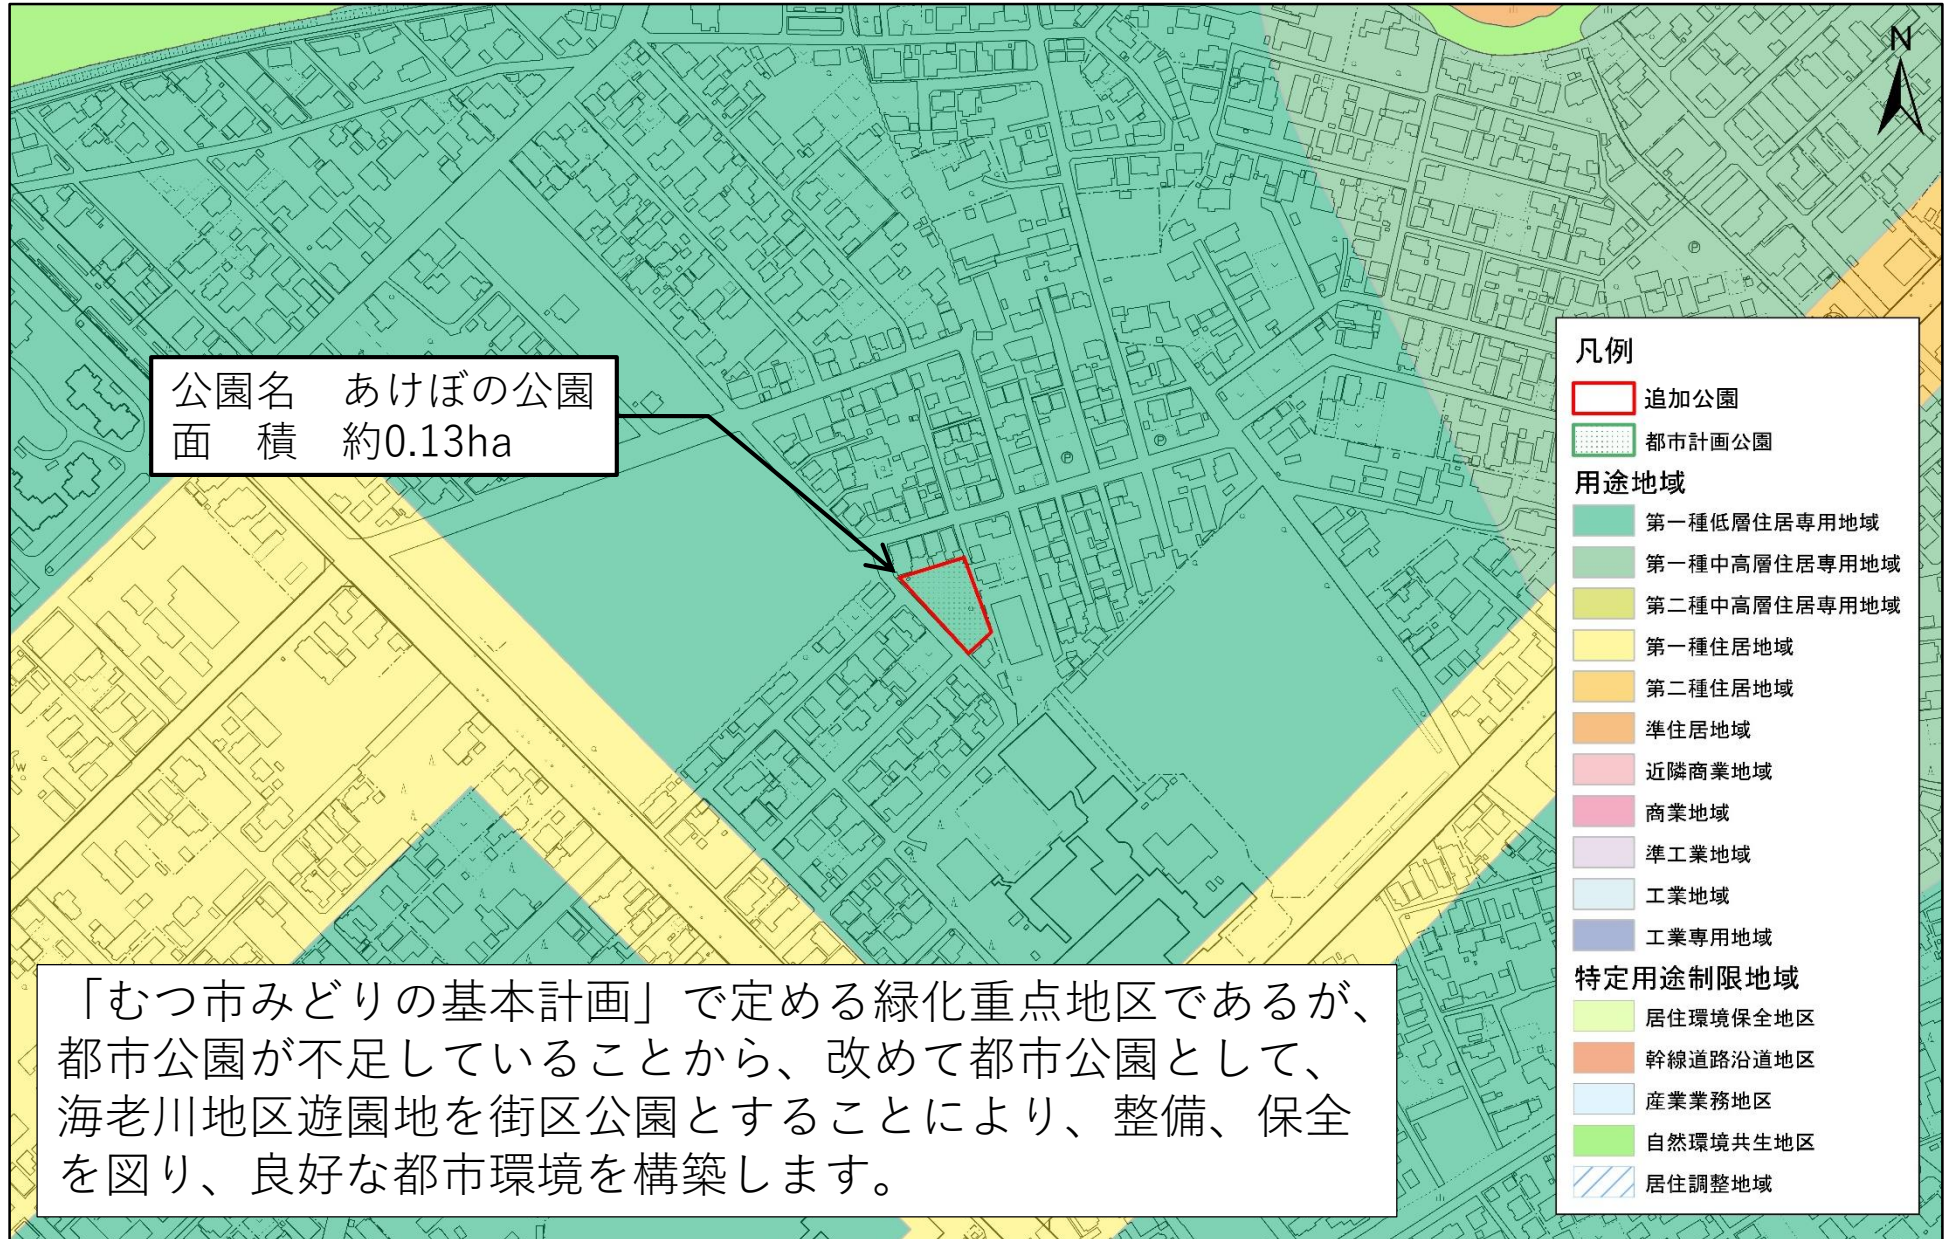 N
公園名　あけぼの公園
面　積　約0.13ha
凡例
追加公園
都市計画公園
用途地域
第一種低層住居専用地域
第一種中高層住居専用地域
第二種中高層住居専用地域
第一種住居地域
第二種住居地域
準住居地域
近隣商業地域
商業地域
準工業地域
工業地域
工業専用地域
特定用途制限地域
居住環境保全地区
幹線道路沿道地区
産業業務地区
自然環境共生地区
居住調整地域
「むつ市みどりの基本計画」で定める緑化重点地区であるが、
都市公園が不足していることから、改めて都市公園として、
海老川地区遊園地を街区公園とすることにより、整備、保全
を図り、良好な都市環境を構築します。
P
P
P
W